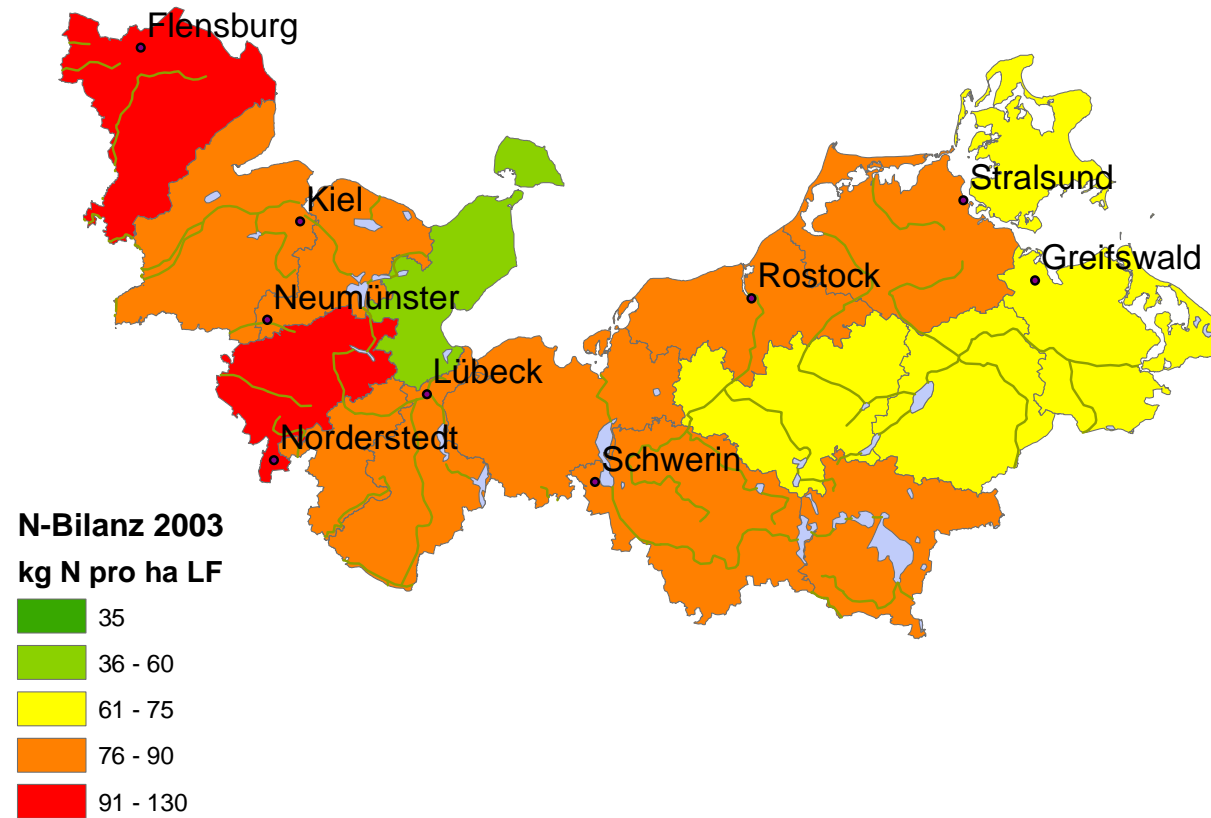 Flensburg
Kiel
Stralsund
Greifswald
Rostock
Neumünster
Lübeck
Norderstedt
Schwerin
N-Bilanz 2003
kg N pro ha LF
35
36 - 60
61 - 75
76 - 90
91 - 130